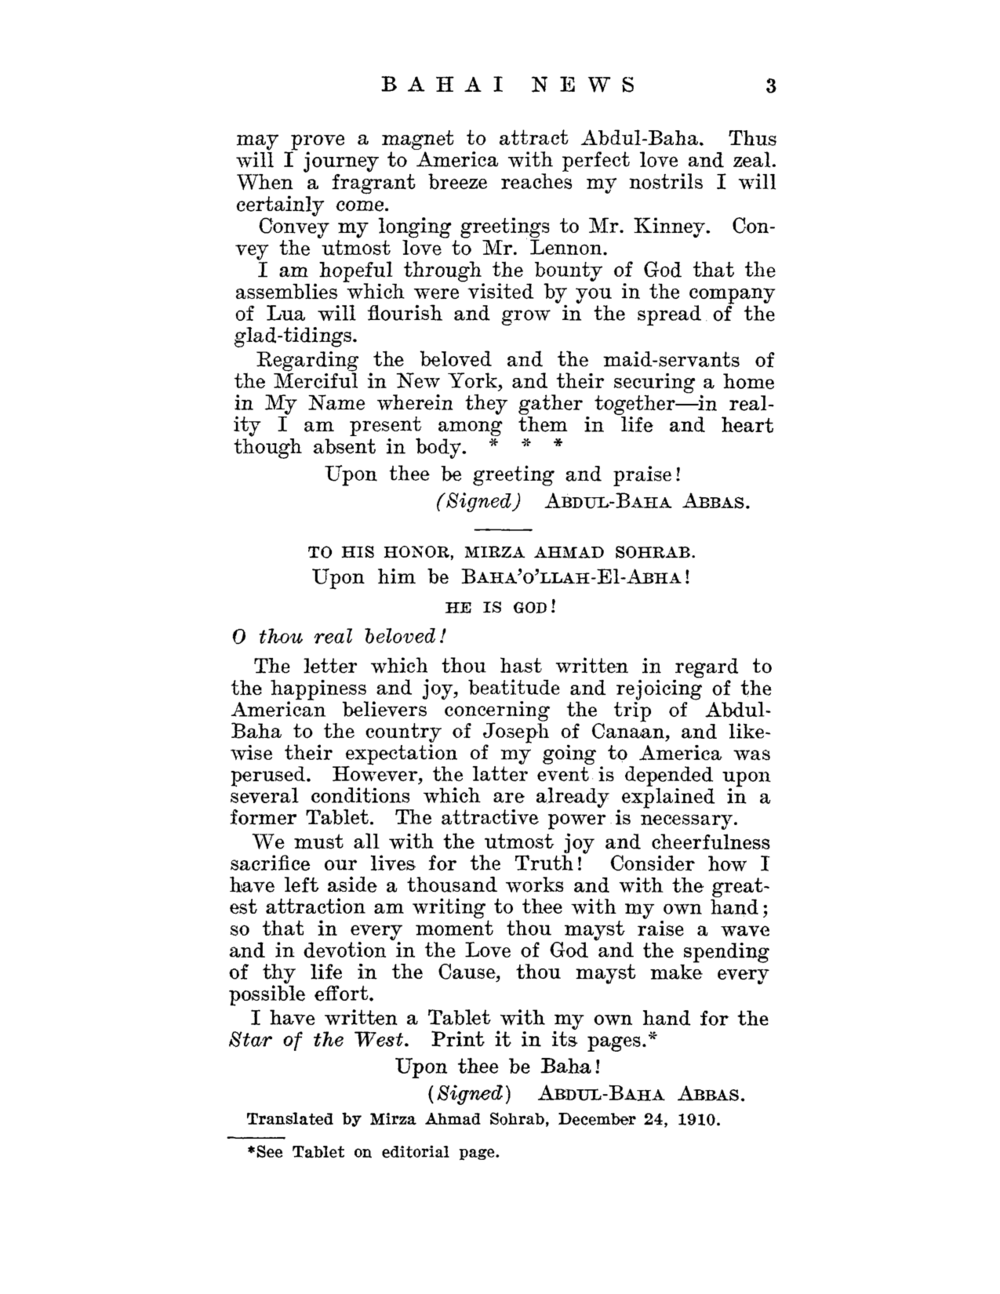 BAHAI NEWS 3
may prove a magnet to attract Abdul-Baha. Thus
will I journey to America with perfect love and zeal.
When a fragrant breeze reaches my nostrils I will
certainly come.
Convey my longing greetings to Mr. Kinney. Con-
vey the utmost love to Mr. Lennon.
I am hopeful through the bounty of God that the
assemblies which were visited by you in the company
of Lua will flourish and grow in the spread of the
glad-tidings.
Regarding the beloved and the maid-servants of
the Merciful in New York, and their securing a home
in My Name wherein they gather together—in real-
ity I am present among them in life and heart
though absent in body. * * *
Upon thee be greeting and praise!
(Signed) ABDUL-BAHA ABBAS.
TO HIS HONOR, MIRZA AHMAD SOHRAB.
Upon him be BAHA'O'LLAH-El-ABHA!
HE IS GOD!
O thou real beloved!
The letter which thou hast written in regard to
the happiness and joy, beatitude and rejoicing of the
American believers concerning the trip of Abdul-
Baha to the country of Joseph of Canaan, and like-
wise their expectation of my going to America was
perused. However, the latter event is depended upon
several conditions which are already explained in a
former Tablet. The attractive power is necessary.
We must all with the utmost joy and cheerfulness
sacrifice our lives for the Truth! Consider how I
have left aside a thousand works and with the great-
est attraction am writing to thee with my own hand;
so that in every moment thou mayst raise a wave
and in devotion in the Love of God and the spending
of thy life in the Cause, thou mayst make every
possible effort.
I have written a Tablet with my own hand for the
Star of the West. Print it in its pages.*
Upon thee be Baha!
(Signed) ABDUL-BAHA ABBAS.
Translated by Mirza Ahmad Sohrab, December 24, 1910.
*See Tablet on editorial page.